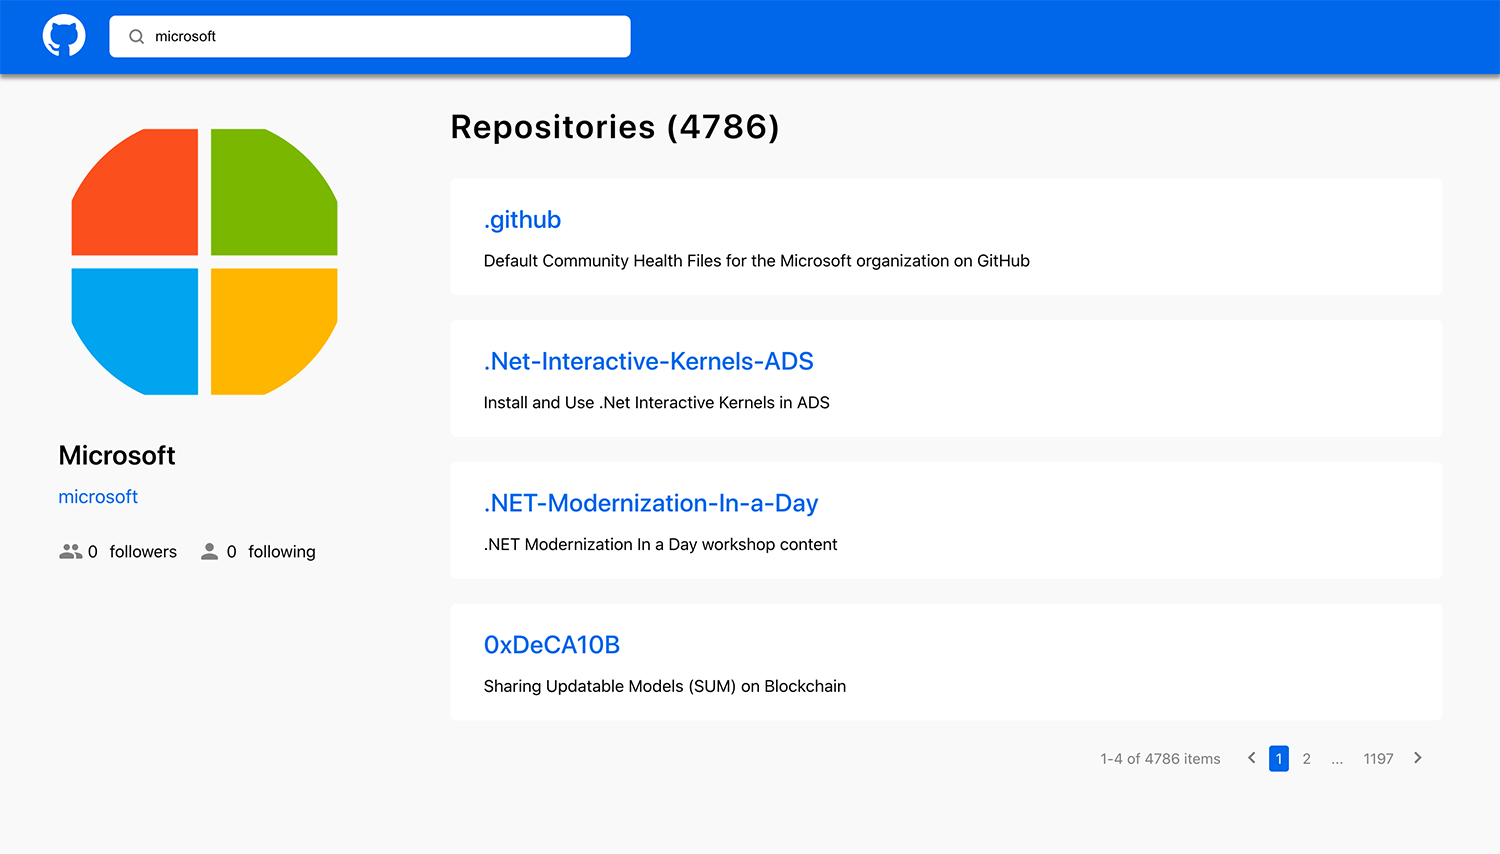 microsoft
Repositories (4786)
.github
Default Community Health Files for the Microsoft organization on GitHub
.Net-Interactive-Kernels-ADS
Install and Use .Net Interactive Kernels in ADS
Microsoft
microsoft
0 followers 0 following
.NET-Modernization-In-a-Day
.NET Modernization In a Day workshop content
0xDeCA10B
Sharing Updatable Models (SUM) on Blockchain
1-4 of 4786 items 1 2 ... 1197